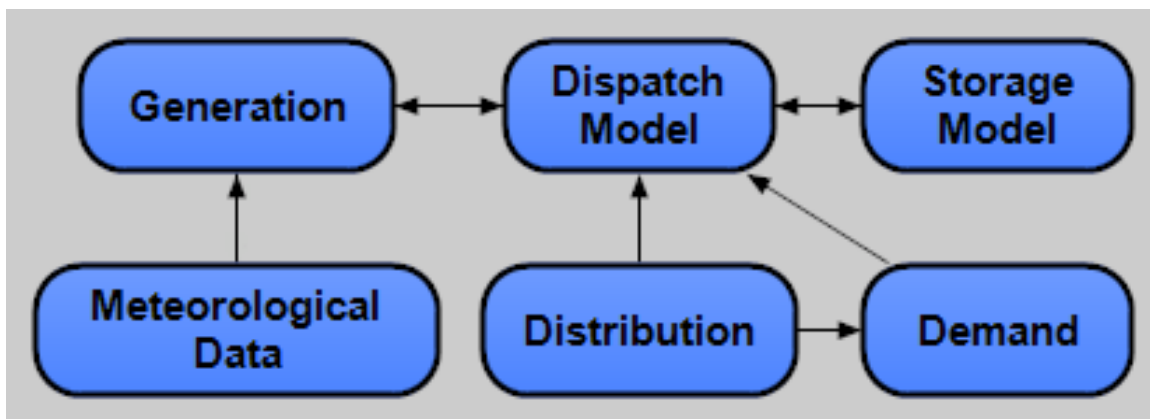 Generation
Dispatch
Model
Storage
Model
Meteorological
Data
Distribution
Demand